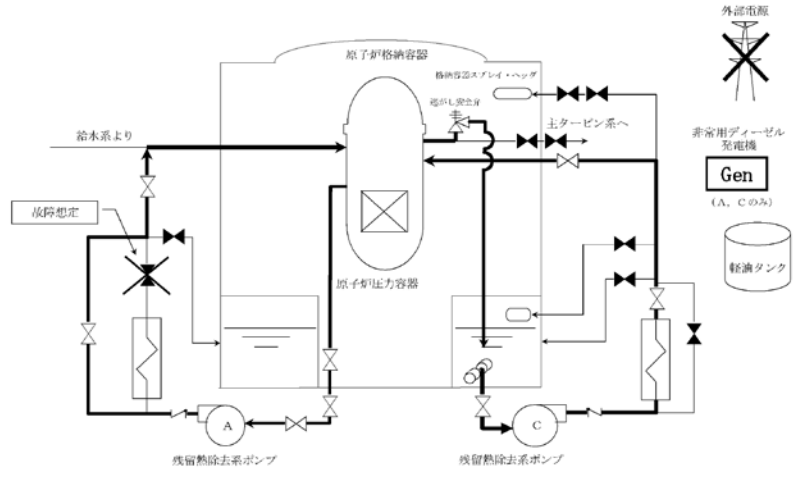 外部電源
原子炉格納容器
格納容器スプレイ・ヘッダ
逃がし安全弁
給水系より
主タービン系へ
非常用ディーゼル
発電機
Gen
(A，Cのみ)
故障想定
軽油タンク
原子炉圧力容器
A
C
残留熱除去系ポンプ
残留熱除去系ポンプ